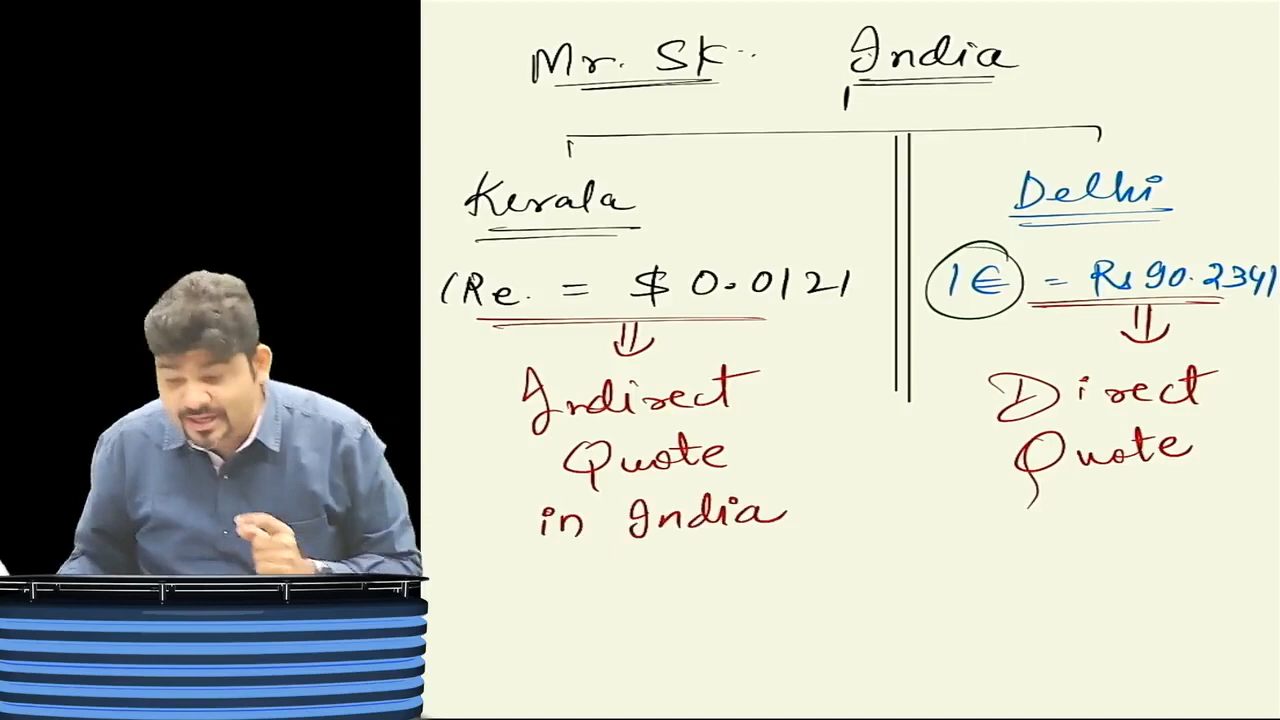 Mr. SK.. India
Kerala
1 Re. = $ 0.0121
Indirect
Quote
in India
Delhi
1 € = Rs 90.2341
Direct
Quote